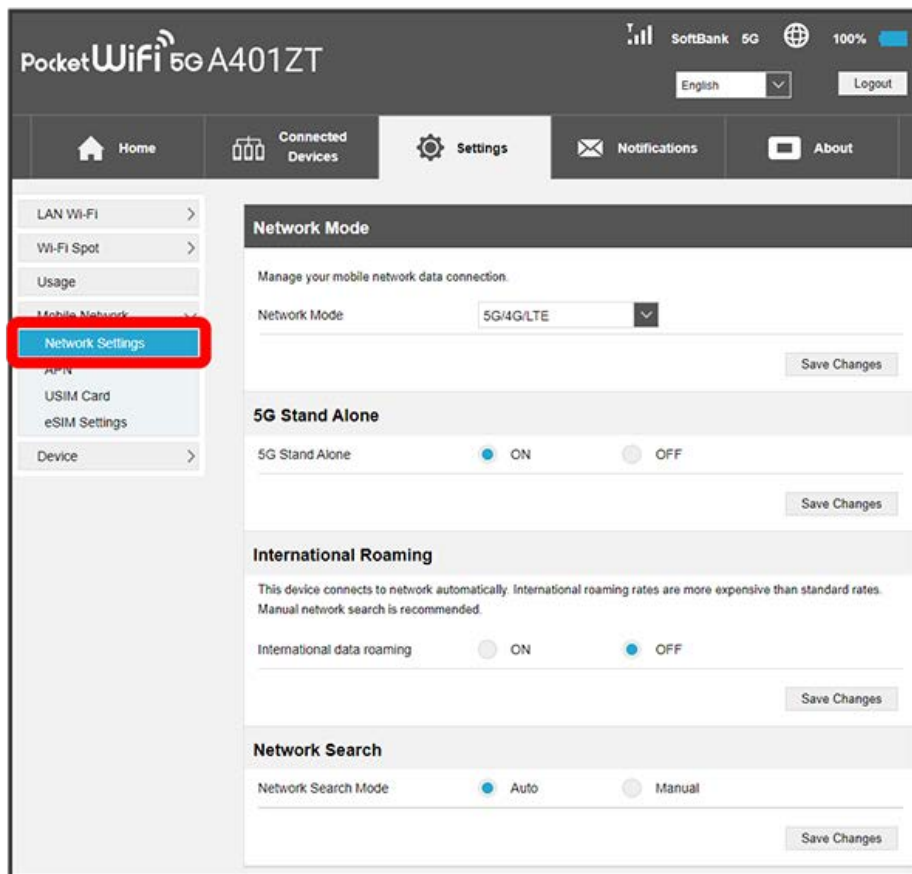 Pocket WiFi 5G A401ZT
SoftBank 5G 100%
English
Logout
Home
Connected
Devices
Settings
Notifications
About
LAN Wi-Fi
Wi-Fi Spot
Usage
Mobile Network
Network Settings
APN
USIM Card
eSIM Settings
Device
Network Mode
Manage your mobile network data connection.
Network Mode 5G/4G/LTE
Save Changes
5G Stand Alone
5G Stand Alone ON OFF
Save Changes
International Roaming
This device connects to network automatically. International roaming rates are more expensive than standard rates.
Manual network search is recommended.
International data roaming ON OFF
Save Changes
Network Search
Network Search Mode Auto Manual
Save Changes